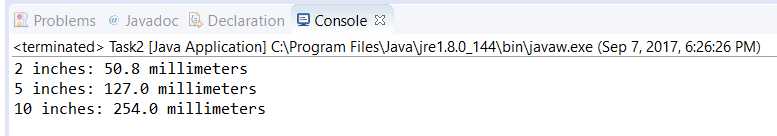 Problems @ Javadoc Declaration Console
<terminated> Task2 [Java Application] C:\Program Files\Java\jre1.8.0_144\bin\javaw.exe (Sep 7, 2017, 6:26:26 PM)
2 inches: 50.8 millimeters
5 inches: 127.0 millimeters
10 inches: 254.0 millimeters